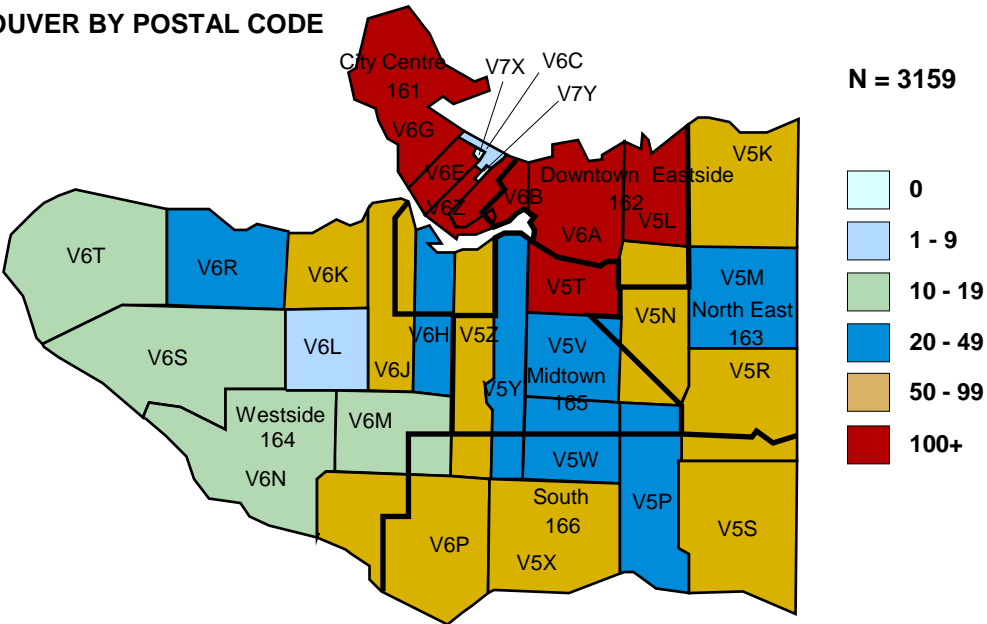 OUVER BY POSTAL CODE
N = 3159
City Centre
161
V7X
V6C
V7Y
V6G
V6E
V6Z
V6B
Downtown Eastside
162
V5L
V6A
V5K
V6T
V6R
V6K
V5T
V5M
North East
163
V5N
V6S
V6L
V6J
V6H
V5Z
V5Y
V5V
Midtown
165
V5R
Westside
164
V6M
V6N
V5W
South
166
V5P
V5S
V6P
V5X
0
1 - 9
10 - 19
20 - 49
50 - 99
100+